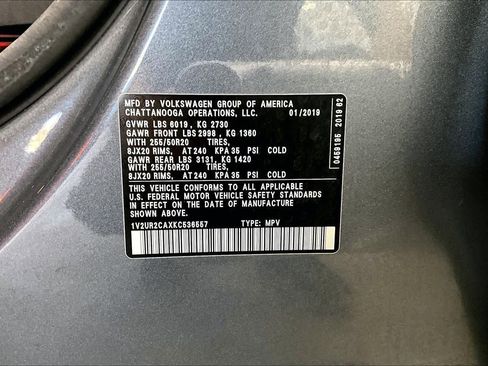 MFD BY VOLKSWAGEN GROUP OF AMERICA
CHATTANOOGA OPERATIONS, LLC. 01/2019
GVWR LBS 6019 , KG 2730
GAWR FRONT LBS 2998 , KG 1360
WITH 255/50R20 TIRES,
8JX20 RIMS, AT 240 KPA 35 PSI COLD
GAWR REAR LBS 3131, KG 1420
WITH 255/50R20 TIRES,
8JX20 RIMS, AT 240 KPA 35 PSI COLD
THIS VEHICLE CONFORMS TO ALL APPLICABLE
U.S. FEDERAL MOTOR VEHICLE SAFETY STANDARDS
IN EFFECT ON THE DATE OF MANUFACTURE
SHOWN ABOVE.
1V2UR2CAXKC536557 TYPE: MPV
0459195 2019 62